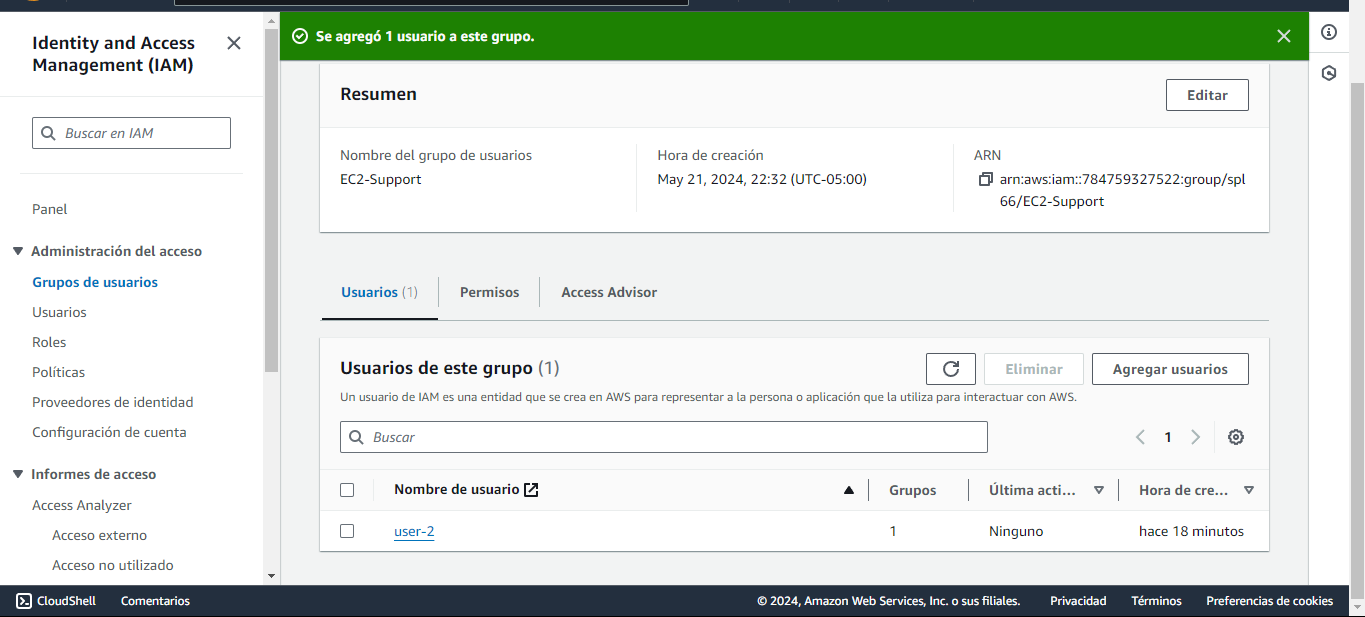 Identity and Access
Management (IAM)
Buscar en IAM
Panel
Administración del acceso
Grupos de usuarios
Usuarios
Roles
Políticas
Proveedores de identidad
Configuración de cuenta
Informes de acceso
Access Analyzer
Acceso externo
Acceso no utilizado
Se agregó 1 usuario a este grupo.
Resumen
Editar
Nombre del grupo de usuarios
EC2-Support
Hora de creación
May 21, 2024, 22:32 (UTC-05:00)
ARN
arn:aws:iam::784759327522:group/spl
66/EC2-Support
Usuarios (1)
Permisos
Access Advisor
Usuarios de este grupo (1)
Eliminar
Agregar usuarios
Un usuario de IAM es una entidad que se crea en AWS para representar a la persona o aplicación que la utiliza para interactuar con AWS.
Buscar
1
Nombre de usuario
Grupos
Última acti...
Hora de cre...
user-2
1
Ninguno
hace 18 minutos
CloudShell
Comentarios
© 2024, Amazon Web Services, Inc. o sus filiales.
Privacidad
Términos
Preferencias de cookies